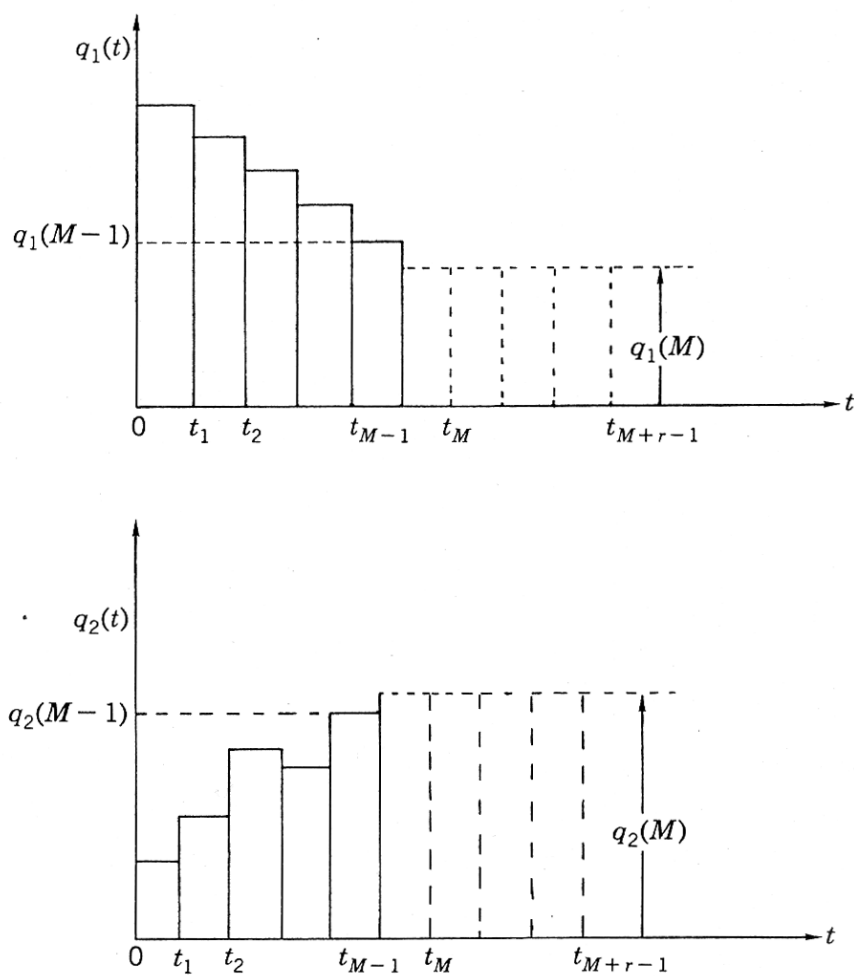 q₁(t)
q₁(M−1)
q₁(M)
t
0 t₁ t₂ t_{M−1} t_M t_{M+r−1}
q₂(t)
q₂(M−1)
q₂(M)
t
0 t₁ t₂ t_{M−1} t_M t_{M+r−1}